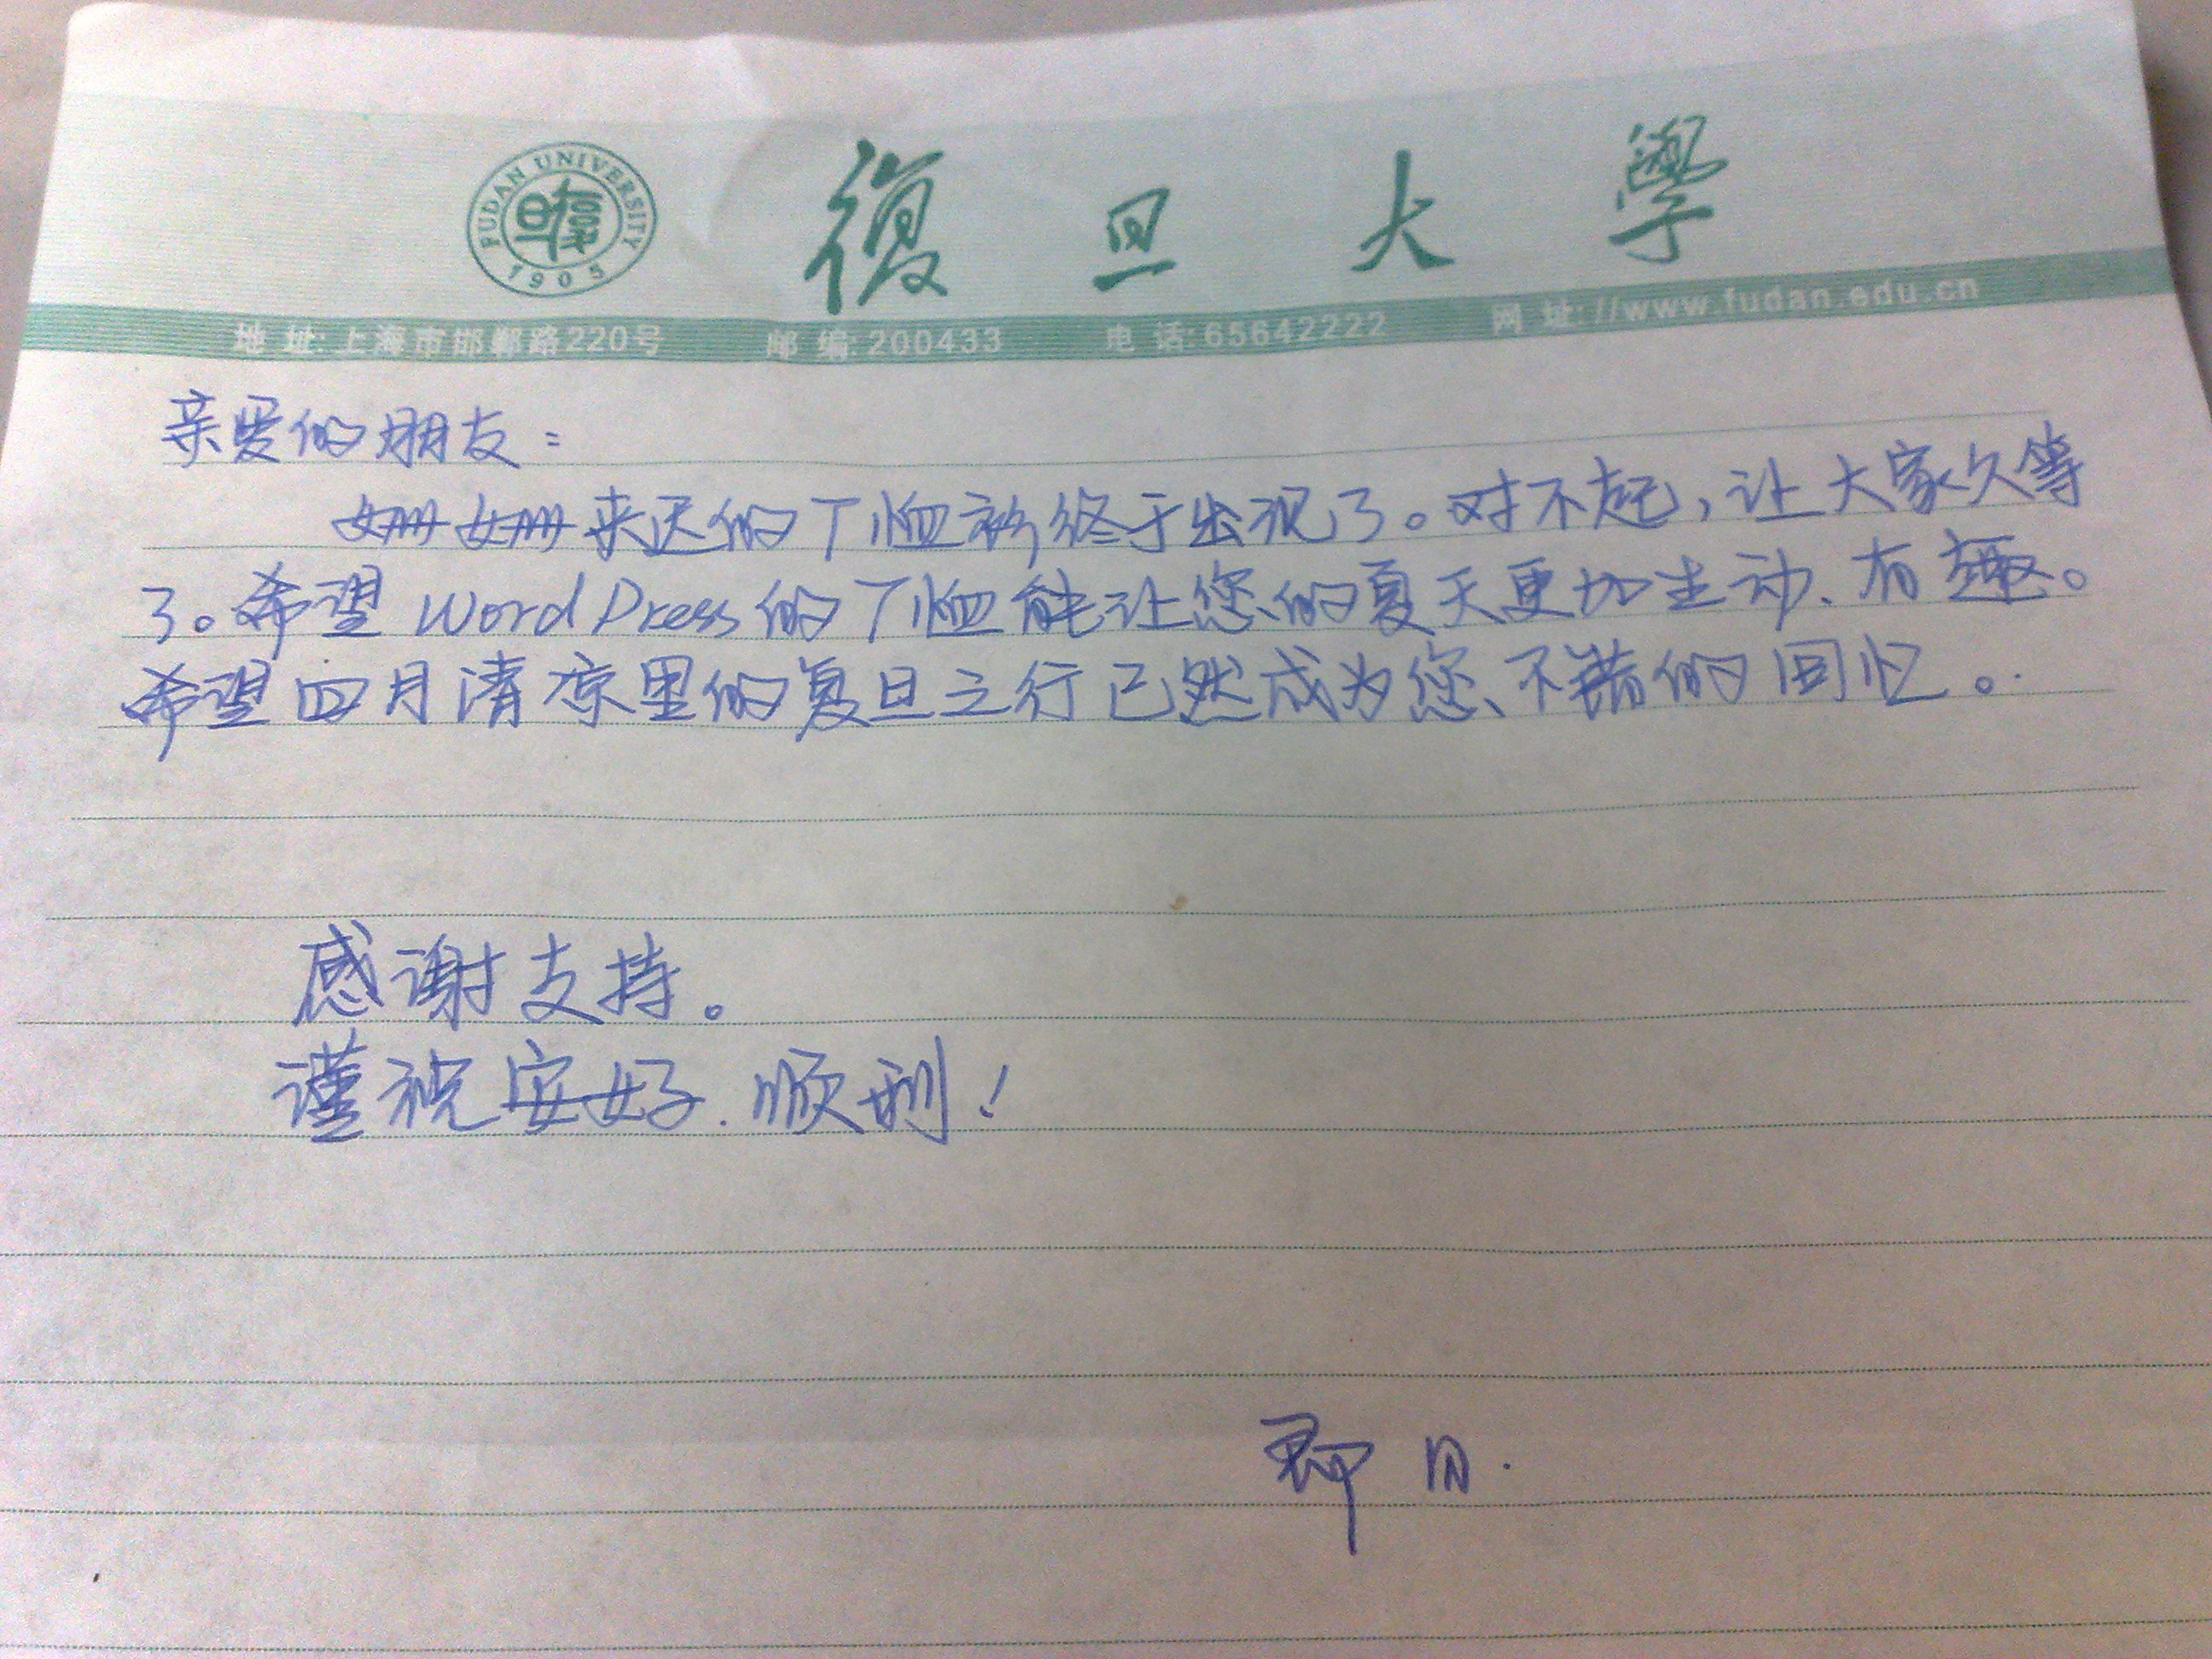 FUDAN UNIVERSITY
1905
復旦大學
地 址:上海市邯郸路220号 邮 编:200433 电 话:65642222 网 址://www.fudan.edu.cn
亲爱的朋友：
姗姗来迟的T恤衫终于出现了。对不起，让大家久等
了。希望WordPress的T恤能让您的夏天更加生动、有趣。
希望四月清凉里的复旦之行已然成为您不错的回忆。
感谢支持。
谨祝安好.顺利！
即日.